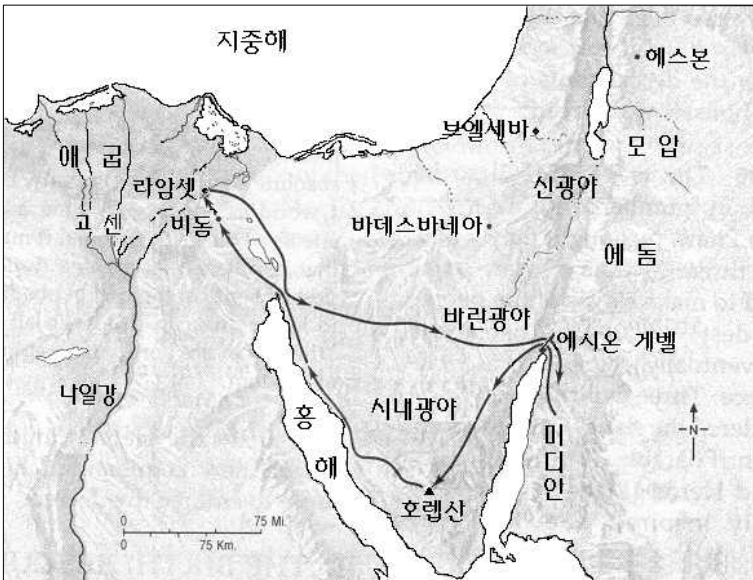 지중해
헤스본
브엘세바
모압
애굽
라암셋
신광야
고센
비돔
바데스바네아
에돔
바란광야
에시온 게벨
나일강
시내광야
홍해
미디안
N
호렙산
0 75 Mi.
0 75 Km.